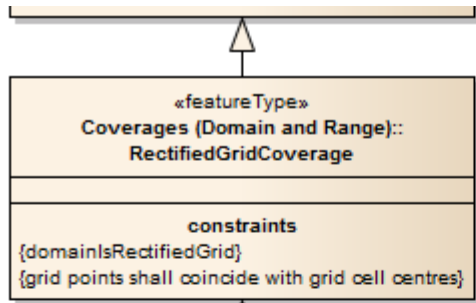 «featureType»
Coverages (Domain and Range)::
RectifiedGridCoverage
constraints
{domainIsRectifiedGrid}
{grid points shall coincide with grid cell centres}